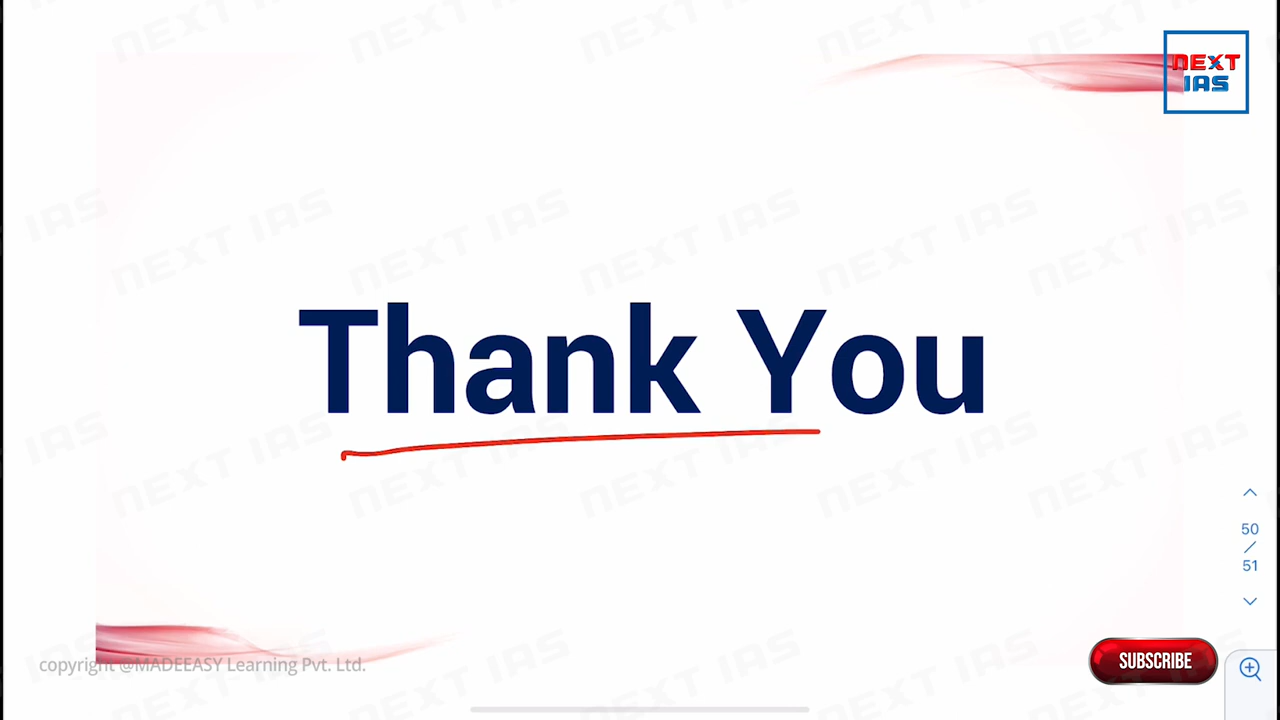 NEXT IAS
Thank You
50
/
51
copyright @MADEEASY Learning Pvt. Ltd.
SUBSCRIBE